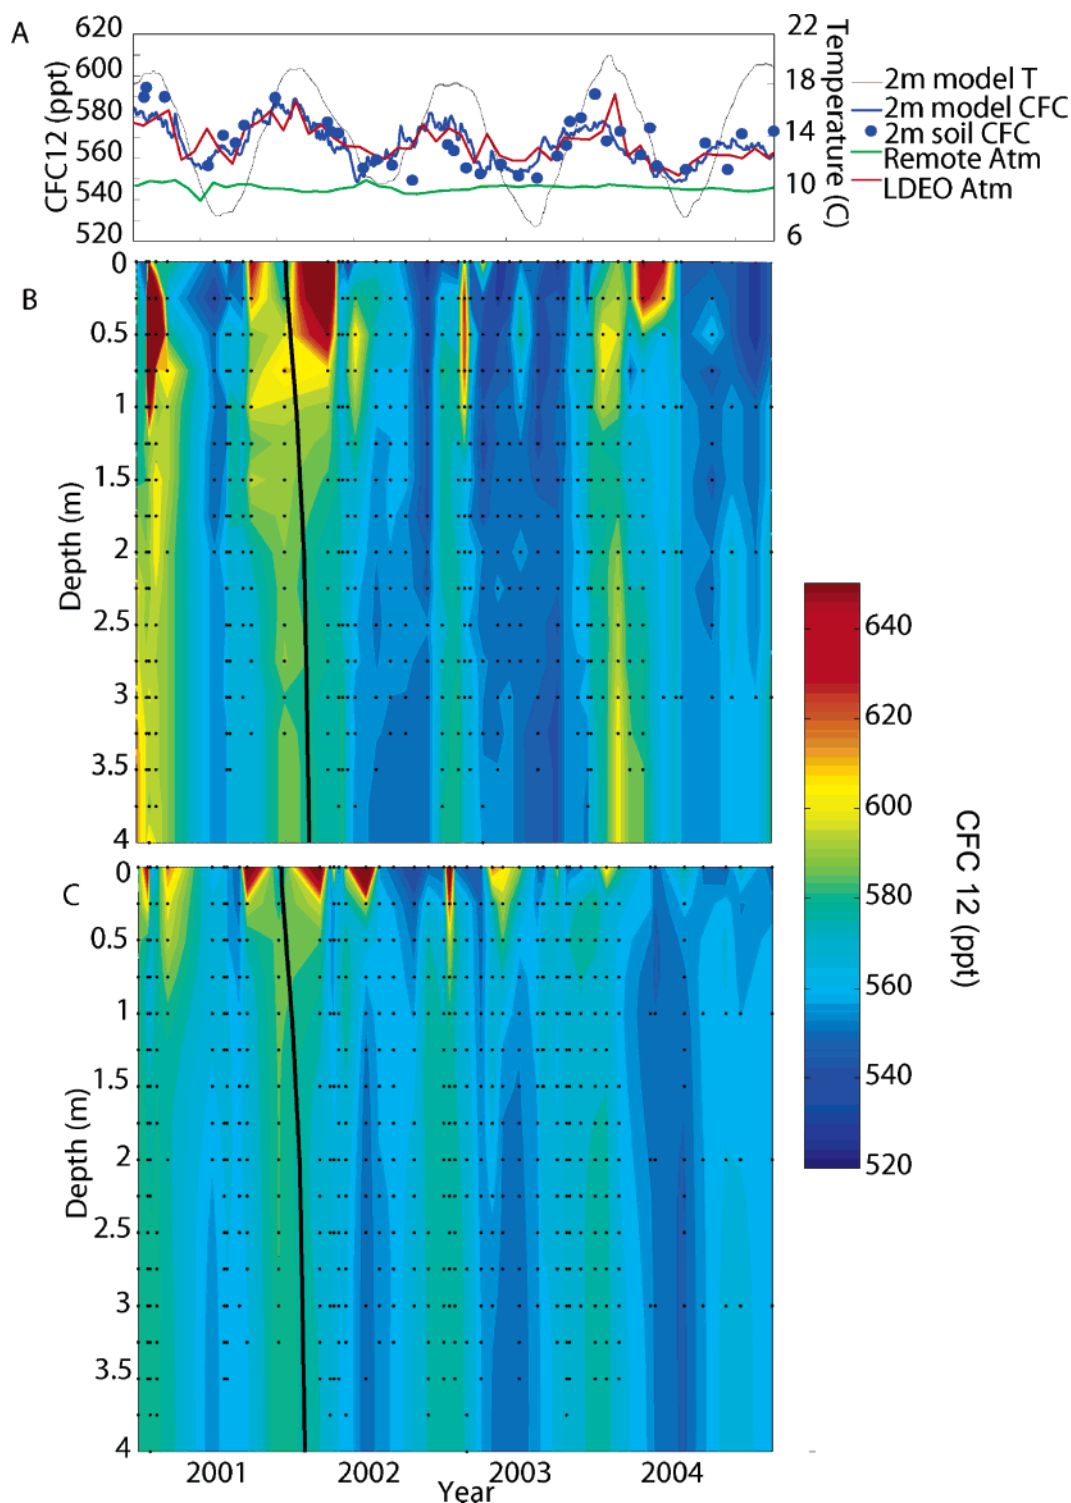 A
620
600
580
560
540
520
CFC12 (ppt)
22
18
14
10
6
Temperature (C)
2m model T
2m model CFC
2m soil CFC
Remote Atm
LDEO Atm
B
0
0.5
1
1.5
2
2.5
3
3.5
4
Depth (m)
C
0
0.5
1
1.5
2
2.5
3
3.5
4
Depth (m)
2001
2002
2003
2004
Year
640
620
600
580
560
540
520
CFC 12 (ppt)